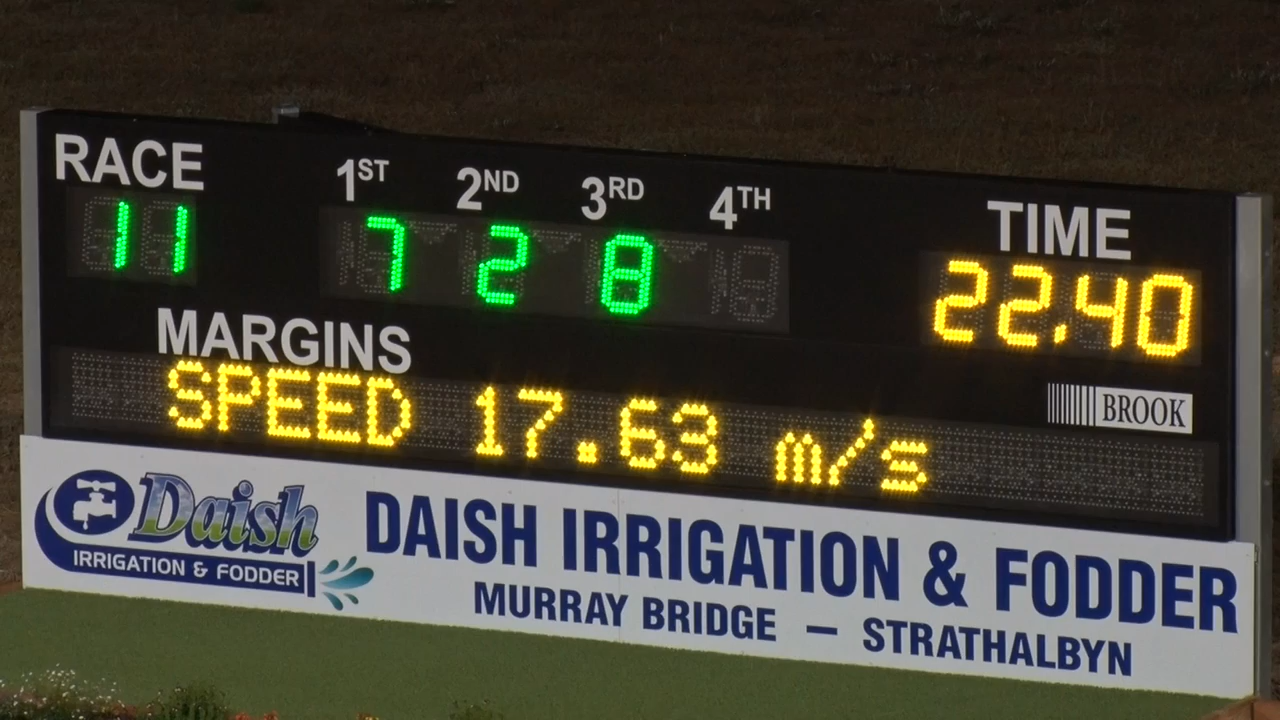 RACE 1ST 2ND 3RD 4TH TIME
11 7 2 8 22.40
MARGINS
SPEED 17.63 m/s
BROOK
Daish
IRRIGATION & FODDER
DAISH IRRIGATION & FODDER
MURRAY BRIDGE — STRATHALBYN